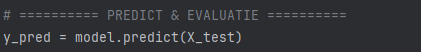 # ========== PREDICT & EVALUATIE ==========
y_pred = model.predict(X_test)